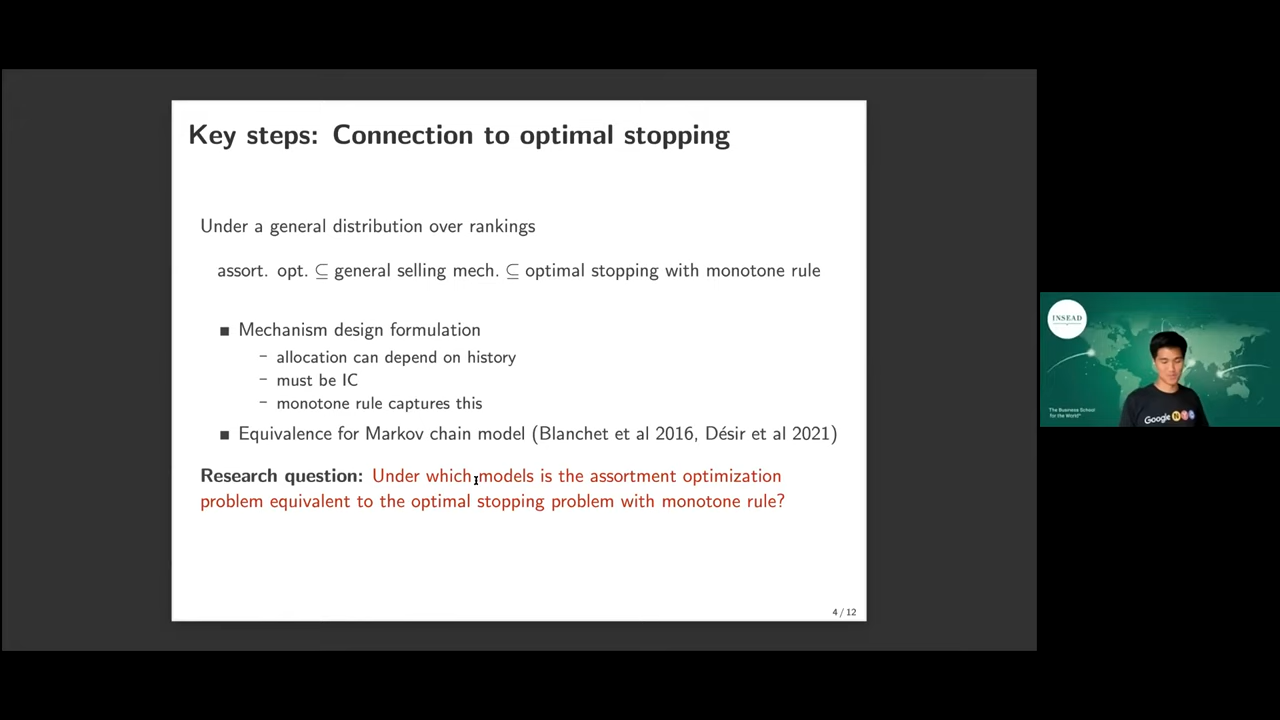 Key steps: Connection to optimal stopping
Under a general distribution over rankings
assort. opt. ⊆ general selling mech. ⊆ optimal stopping with monotone rule
■ Mechanism design formulation
– allocation can depend on history
– must be IC
– monotone rule captures this
■ Equivalence for Markov chain model (Blanchet et al 2016, Désir et al 2021)
Research question: Under which models is the assortment optimization
problem equivalent to the optimal stopping problem with monotone rule?
4 / 12
INSEAD
The Business School
for the World®
Google NYC